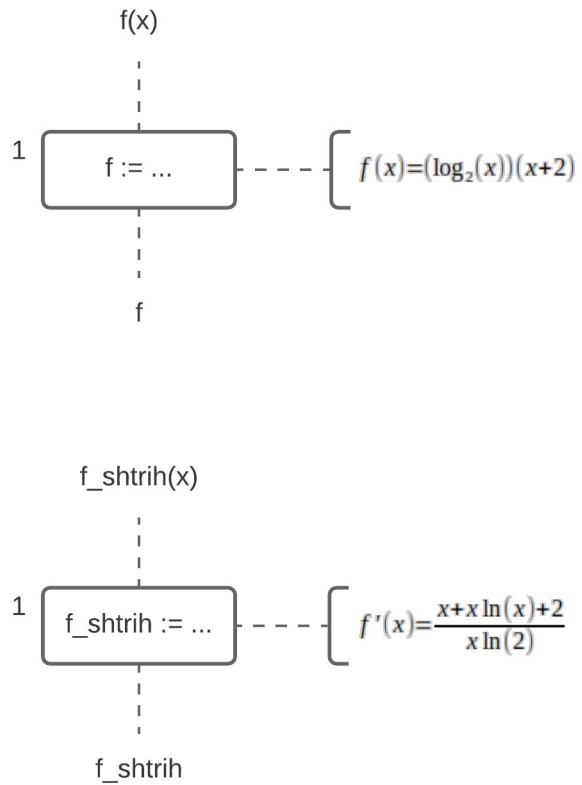 f(x)
1
f := ...
f(x)=(log₂(x))(x+2)
f
f_shtrih(x)
1
f_shtrih := ...
f'(x)=(x+x ln(x)+2)/(x ln(2))
f_shtrih